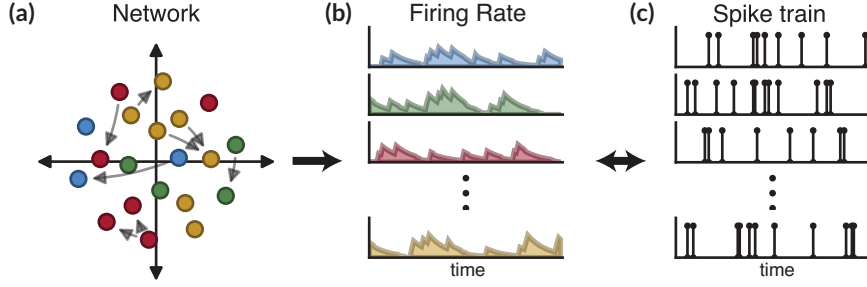 (a) Network
(b) Firing Rate
(c) Spike train
time
time